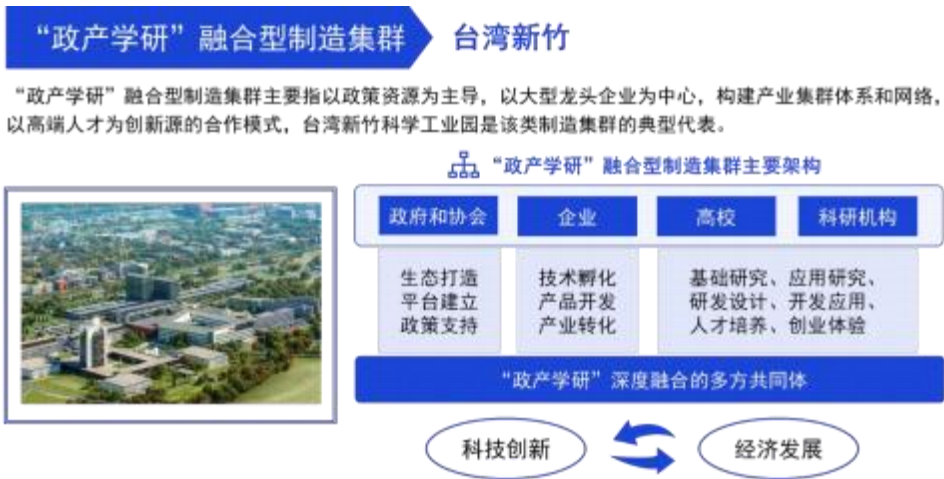 “政产学研”融合型制造集群
台湾新竹
“政产学研”融合型制造集群主要指以政策资源为主导，以大型龙头企业为中心，构建产业集群体系和网络，
以高端人才为创新源的合作模式，台湾新竹科学工业园是该类制造集群的典型代表。
“政产学研”融合型制造集群主要架构
政府和协会
企业
高校
科研机构
生态打造
平台建立
政策支持
技术孵化
产品开发
产业转化
基础研究、应用研究、
研发设计、开发应用、
人才培养、创业体验
“政产学研”深度融合的多方共同体
科技创新
经济发展